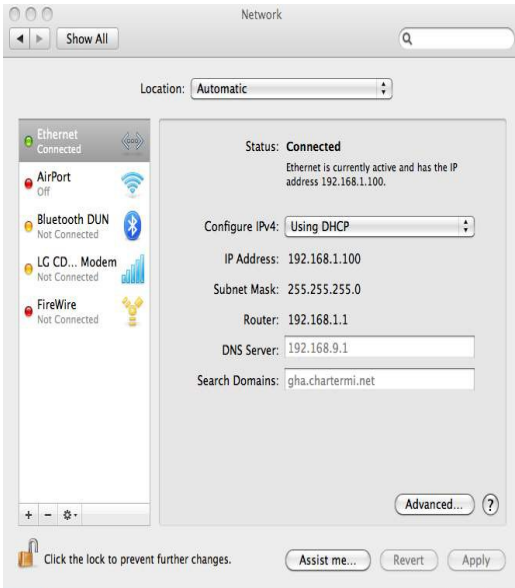 Network
Show All
Location: Automatic
Ethernet
Connected
AirPort
Off
Bluetooth DUN
Not Connected
LG CD... Modem
Not Connected
FireWire
Not Connected
Status: Connected
Ethernet is currently active and has the IP
address 192.168.1.100.
Configure IPv4: Using DHCP
IP Address: 192.168.1.100
Subnet Mask: 255.255.255.0
Router: 192.168.1.1
DNS Server: 192.168.9.1
Search Domains: gha.chartermi.net
Advanced... ?
Click the lock to prevent further changes.
Assist me... Revert Apply